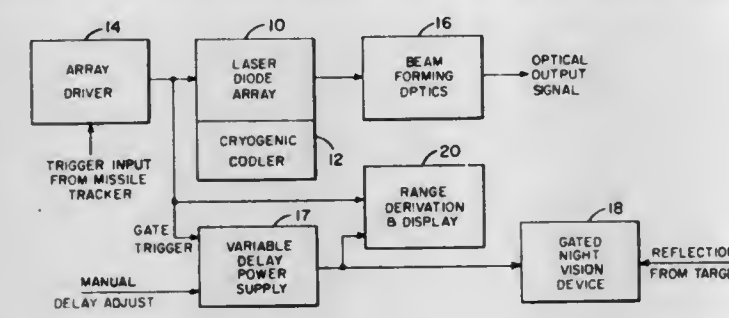 14
10
16
ARRAY
DRIVER
LASER
DIODE
ARRAY
BEAM
FORMING
OPTICS
OPTICAL
OUTPUT
SIGNAL
CRYOGENIC
COOLER
12
TRIGGER INPUT
FROM MISSILE
TRACKER
20
RANGE
DERIVATION
& DISPLAY
GATE
TRIGGER
17
VARIABLE
DELAY
POWER
SUPPLY
18
GATED
NIGHT
VISION
DEVICE
REFLECTION
FROM TARGE
MANUAL
DELAY ADJUST